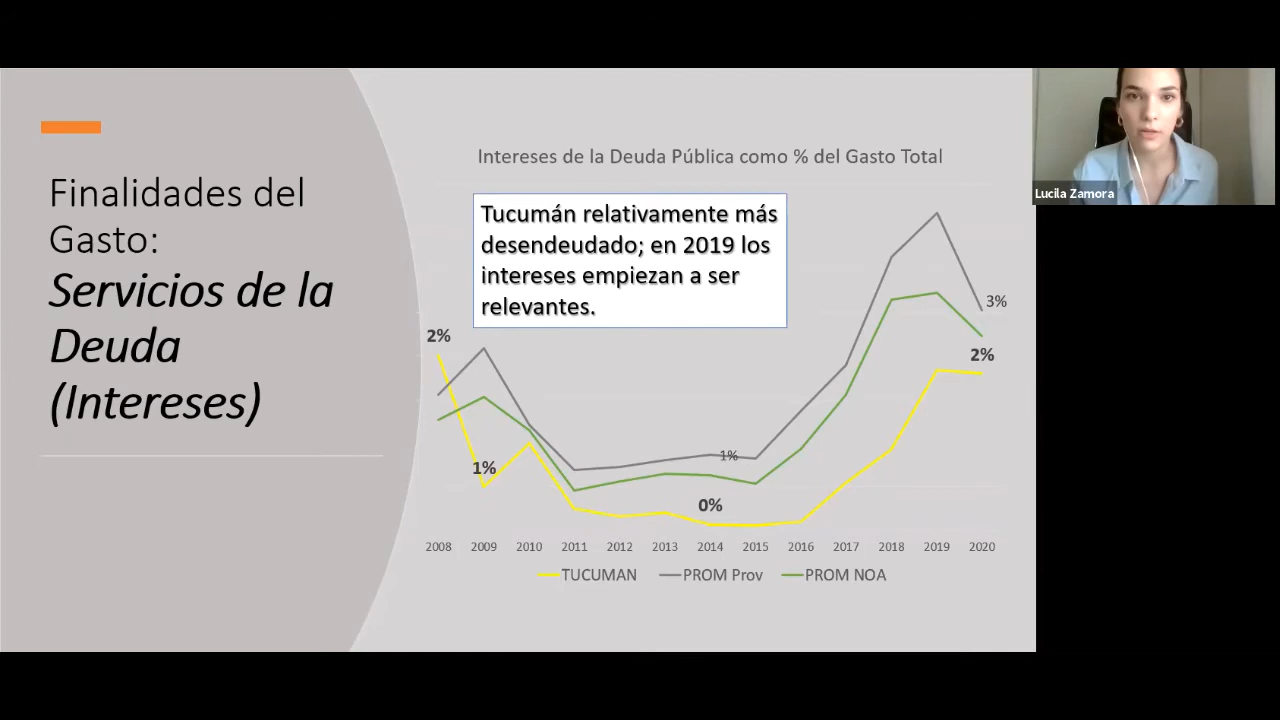 Finalidades del
Gasto:
Servicios de la
Deuda
(Intereses)
Intereses de la Deuda Pública como % del Gasto Total
Tucumán relativamente más
desendeudado; en 2019 los
intereses empiezan a ser
relevantes.
2%
1%
0%
1%
3%
2%
2008 2009 2010 2011 2012 2013 2014 2015 2016 2017 2018 2019 2020
TUCUMAN PROM Prov PROM NOA
Lucila Zamora